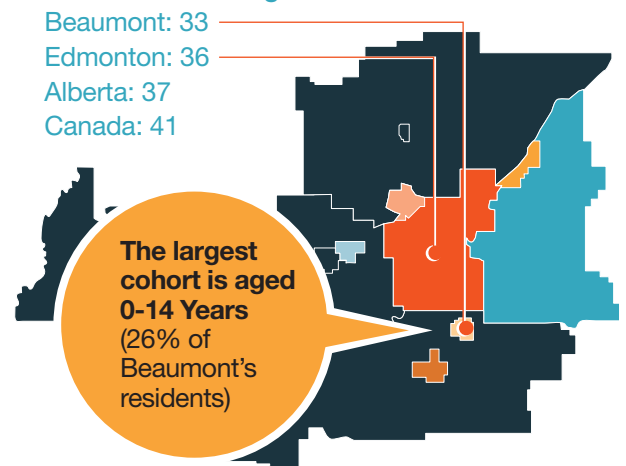 Beaumont: 33
Edmonton: 36
Alberta: 37
Canada: 41
The largest
cohort is aged
0-14 Years
(26% of
Beaumont’s
residents)